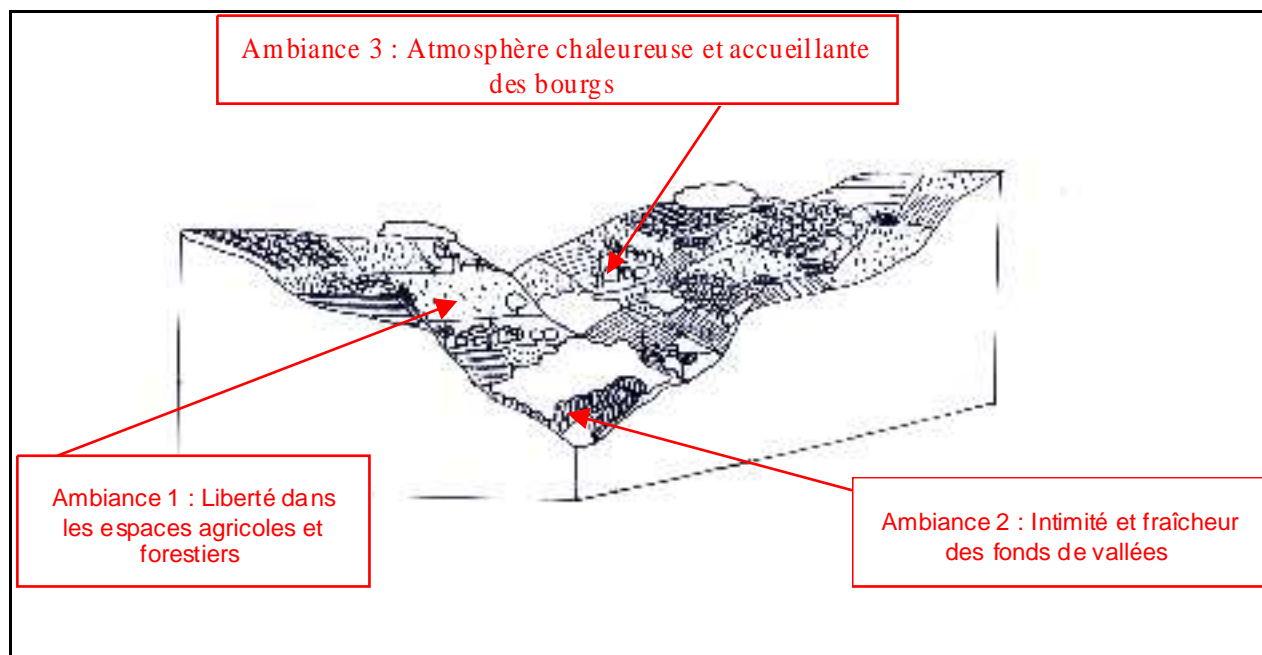 Ambiance 3 : Atmosphère chaleureuse et accueillante
des bourgs
Ambiance 1 : Liberté dans
les espaces agricoles et
forestiers
Ambiance 2 : Intimité et fraîcheur
des fonds de vallées